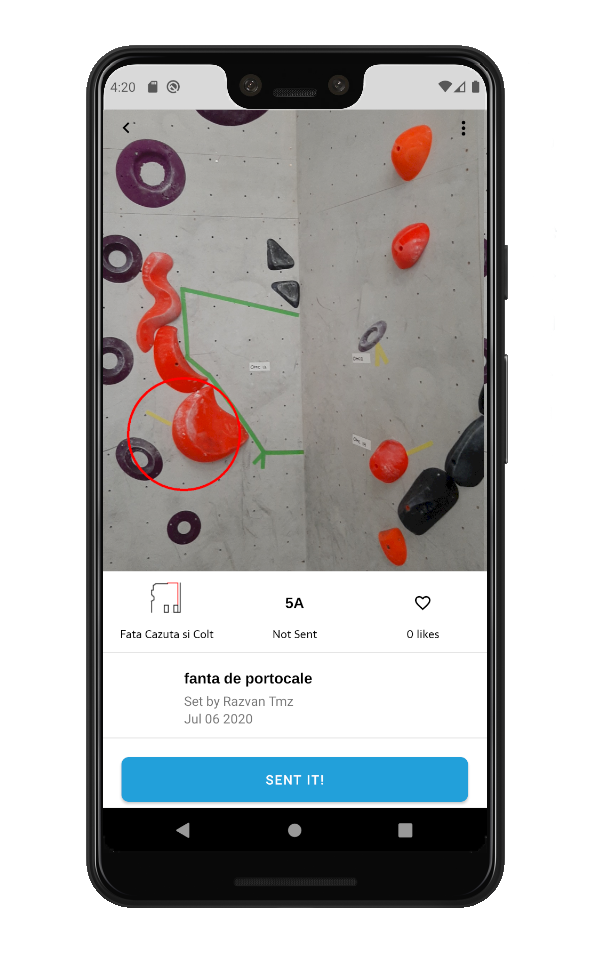 4:20
Fata Cazuta si Colt
5A
Not Sent
0 likes
fanta de portocale
Set by Razvan Tmz
Jul 06 2020
SENT IT!